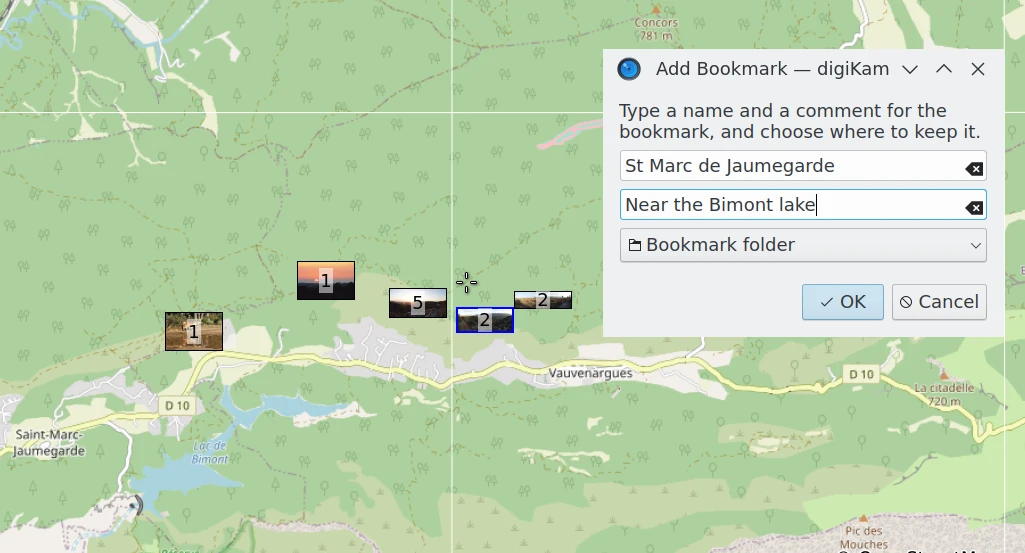 Concors
781 m
Add Bookmark — digiKam
Type a name and a comment for the
bookmark, and choose where to keep it.
St Marc de Jaumegarde
Near the Bimont lake
Bookmark folder
OK
Cancel
1
5
2
2
1
Vauvenargues
D 10
La citadelle
720 m
D 10
Saint-Marc-
Jaumegarde
Lac de
Bimont
Pic des
Mouches